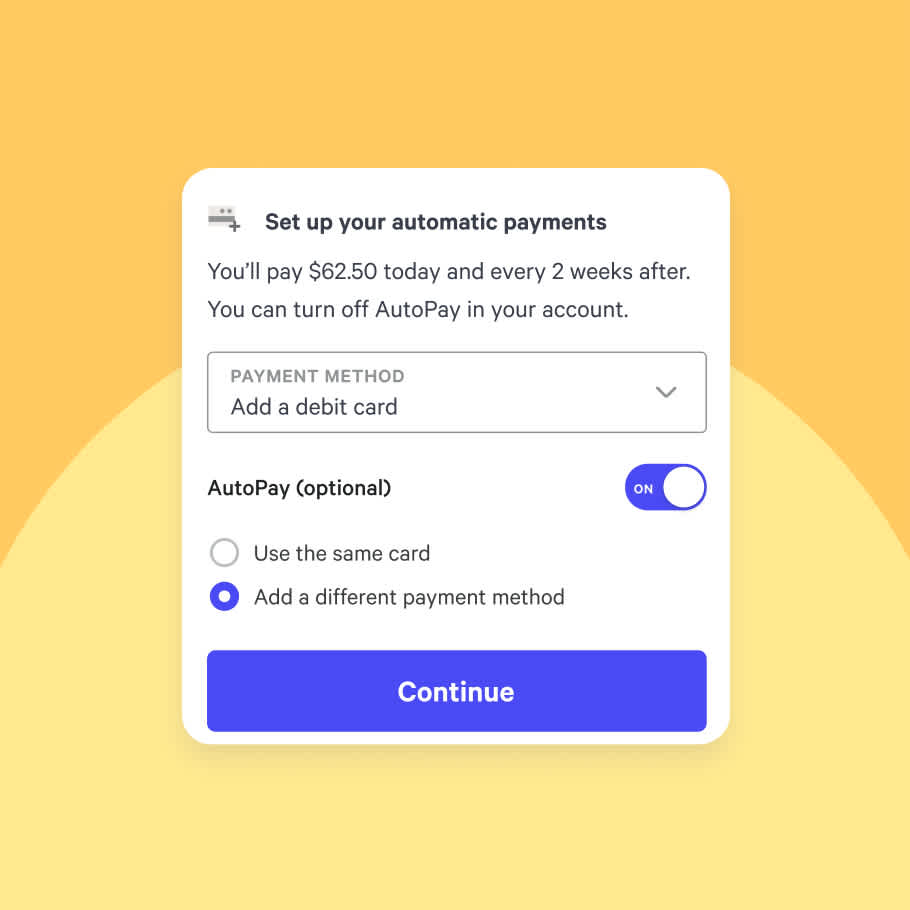 Set up your automatic payments
You’ll pay $62.50 today and every 2 weeks after.
You can turn off AutoPay in your account.
PAYMENT METHOD
Add a debit card
AutoPay (optional)
ON
Use the same card
Add a different payment method
Continue